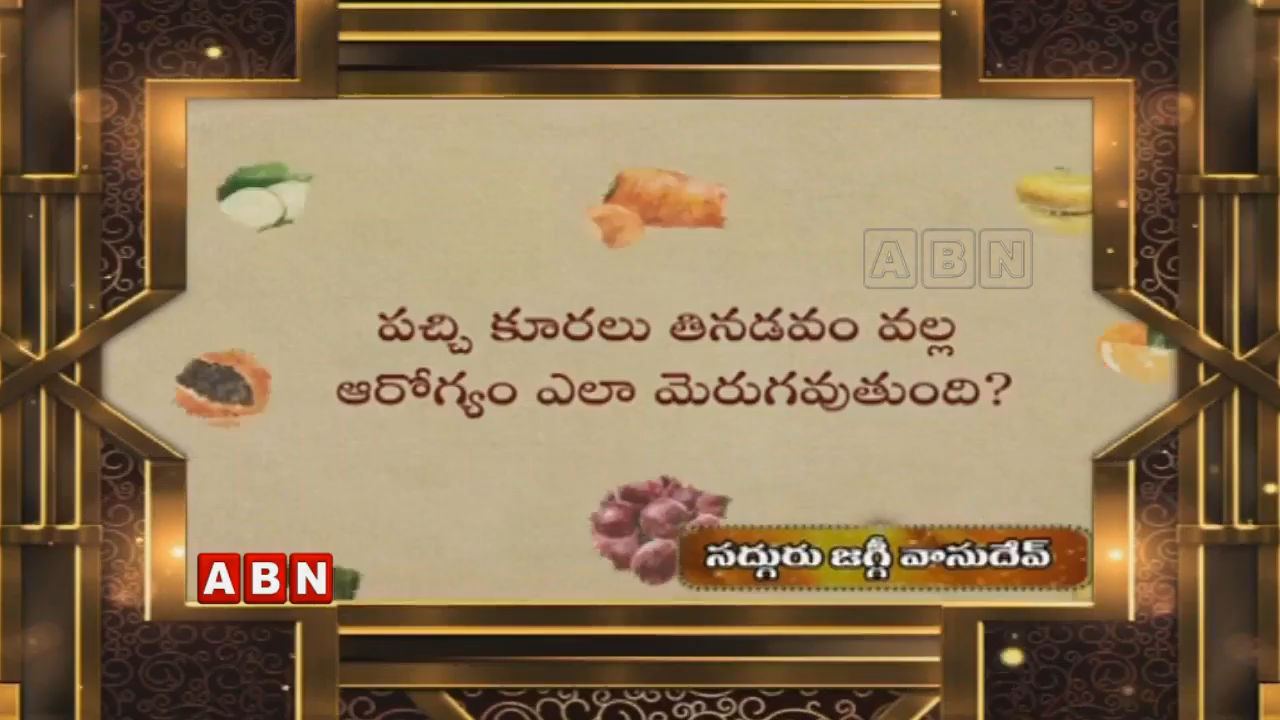 ABN
పచ్చి కూరలు తినడవం వల్ల
ఆరోగ్యం ఎలా మెరుగవుతుంది?
సద్గురు జగ్గీ వాసుదేవ్
ABN